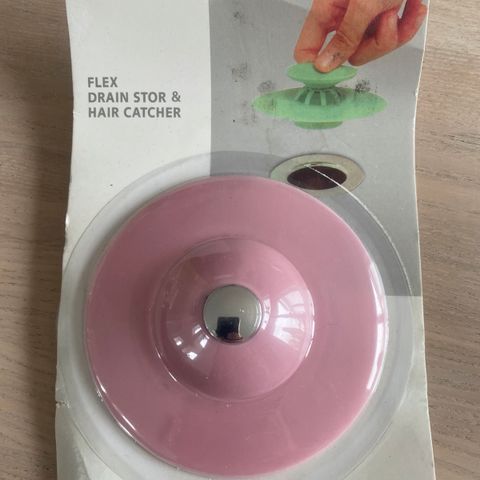 FLEX
DRAIN STOR &
HAIR CATCHER